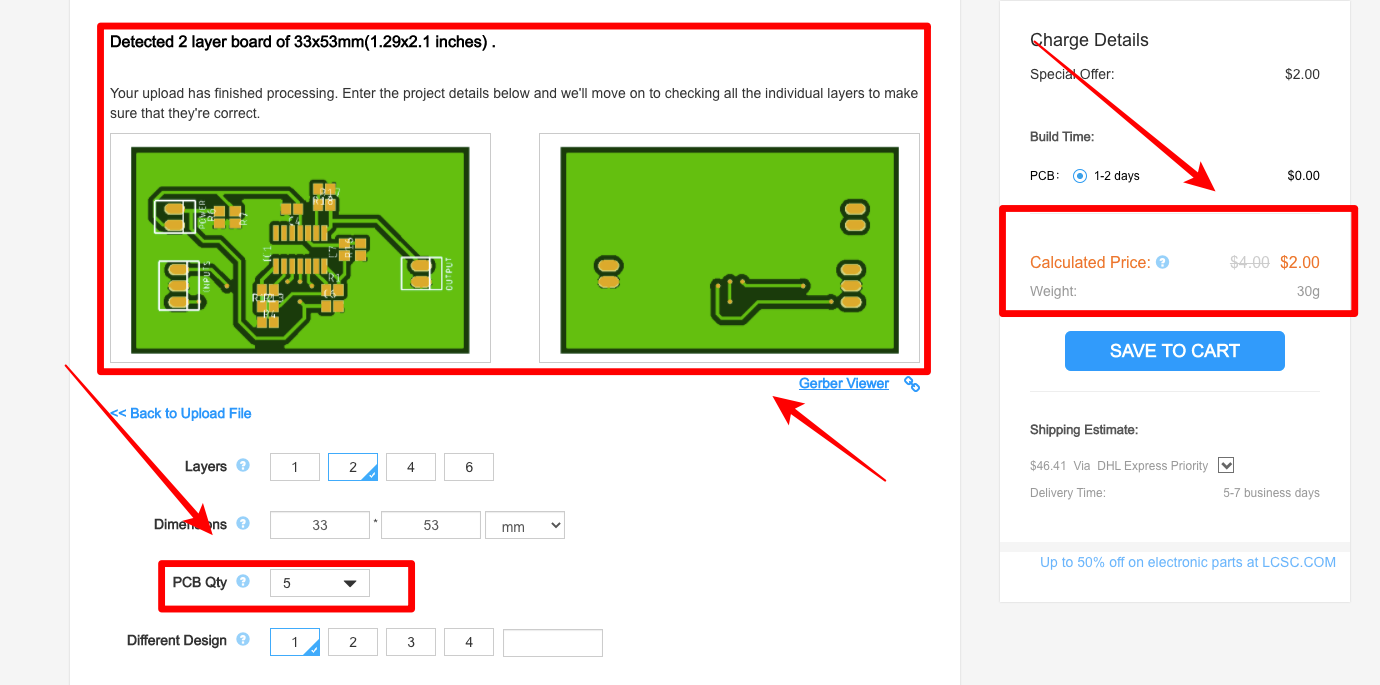 Detected 2 layer board of 33x53mm(1.29x2.1 inches) .
Your upload has finished processing. Enter the project details below and we'll move on to checking all the individual layers to make
sure that they're correct.
POWER
R7
IC1
INPUTS
OUTPUT
R1
Gerber Viewer
<< Back to Upload File
Layers ? 1 2 4 6
Dimensions ? 33 * 53 mm
PCB Qty ? 5
Different Design ? 1 2 3 4
Charge Details
Special Offer: $2.00
Build Time:
PCB: 1-2 days $0.00
Calculated Price: ? $4.00 $2.00
Weight: 30g
SAVE TO CART
Shipping Estimate:
$46.41 Via DHL Express Priority
Delivery Time: 5-7 business days
Up to 50% off on electronic parts at LCSC.COM